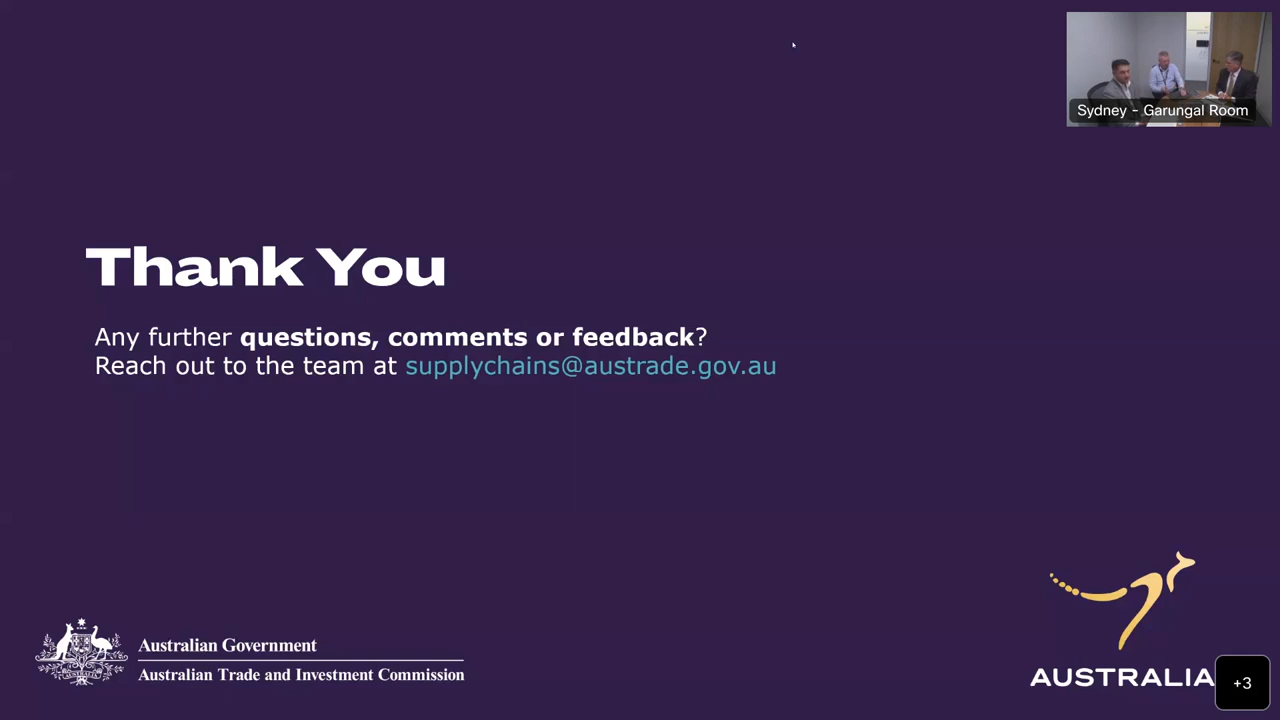 Sydney - Garungal Room
Thank You
Any further questions, comments or feedback?
Reach out to the team at supplychains@austrade.gov.au
Australian Government
Australian Trade and Investment Commission
AUSTRALIA
+3